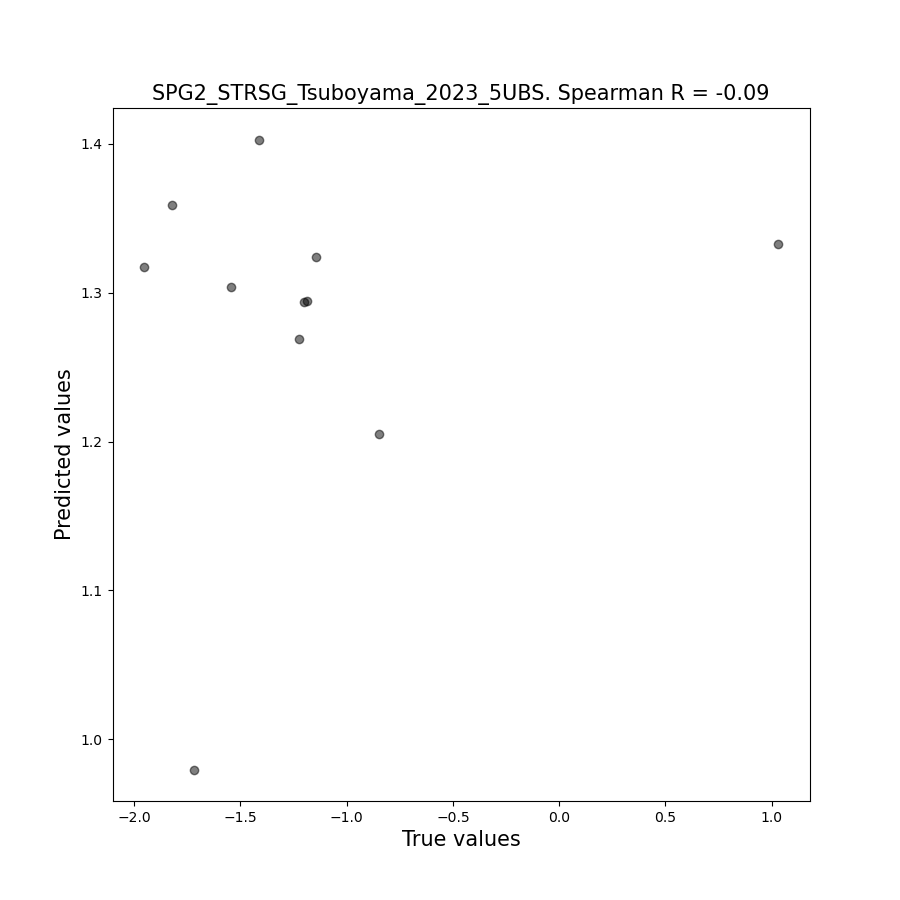 SPG2_STRSG_Tsuboyama_2023_5UBS. Spearman R = -0.09
1.4
1.3
1.2
1.1
1.0
Predicted values
−2.0 −1.5 −1.0 −0.5 0.0 0.5 1.0
True values